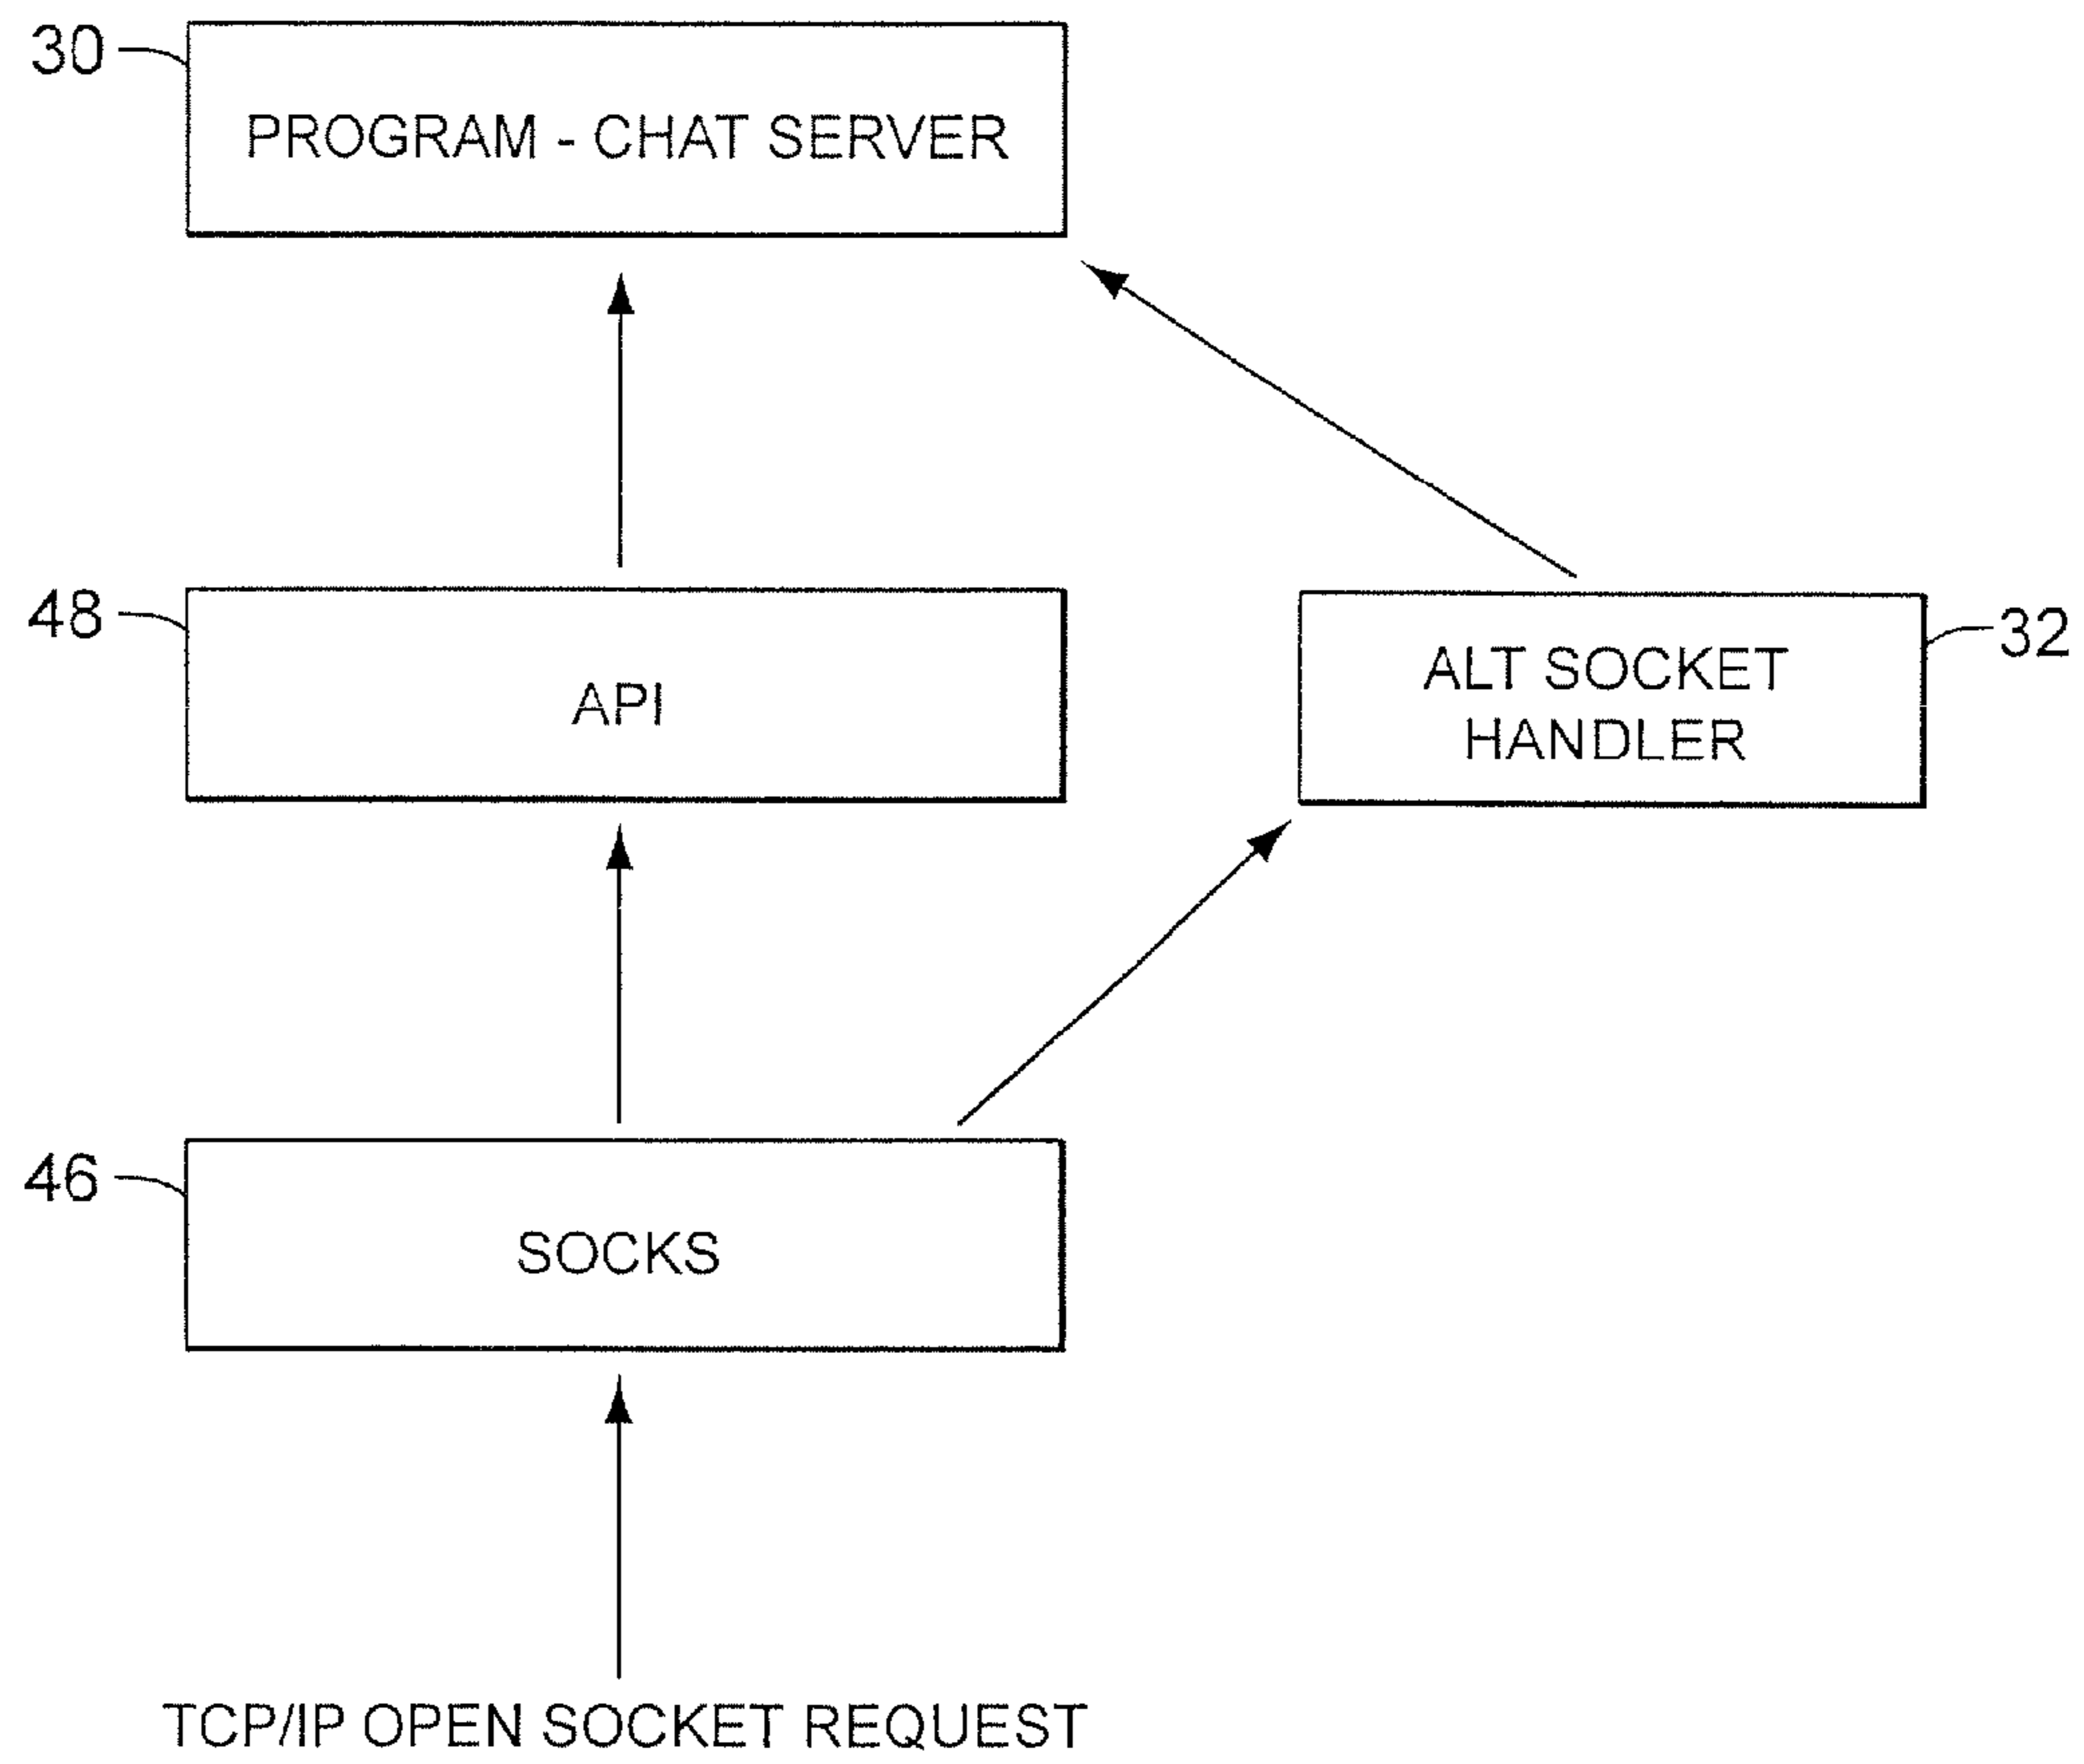 30
PROGRAM - CHAT SERVER
48
API
ALT SOCKET
HANDLER
32
46
SOCKS
TCP/IP OPEN SOCKET REQUEST